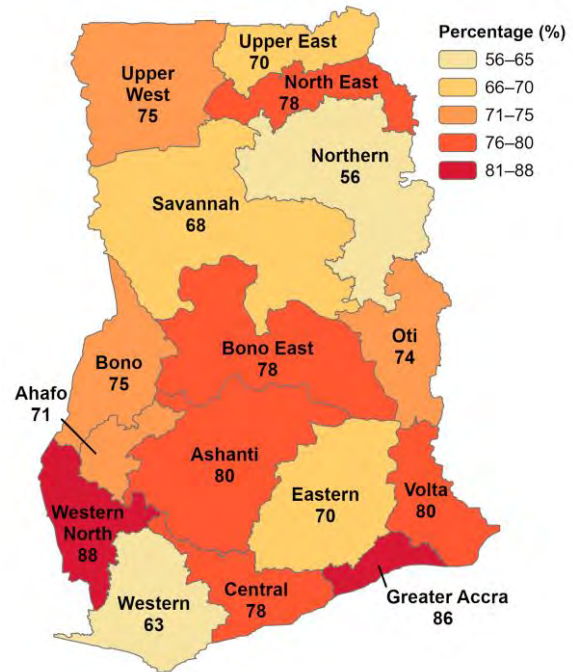 Percentage (%)
56–65
66–70
71–75
76–80
81–88
Upper East
70
Upper
West
75
North East
78
Northern
56
Savannah
68
Oti
74
Bono East
78
Bono
75
Ahafo
71
Ashanti
80
Eastern
70
Volta
80
Western
North
88
Western
63
Central
78
Greater Accra
86